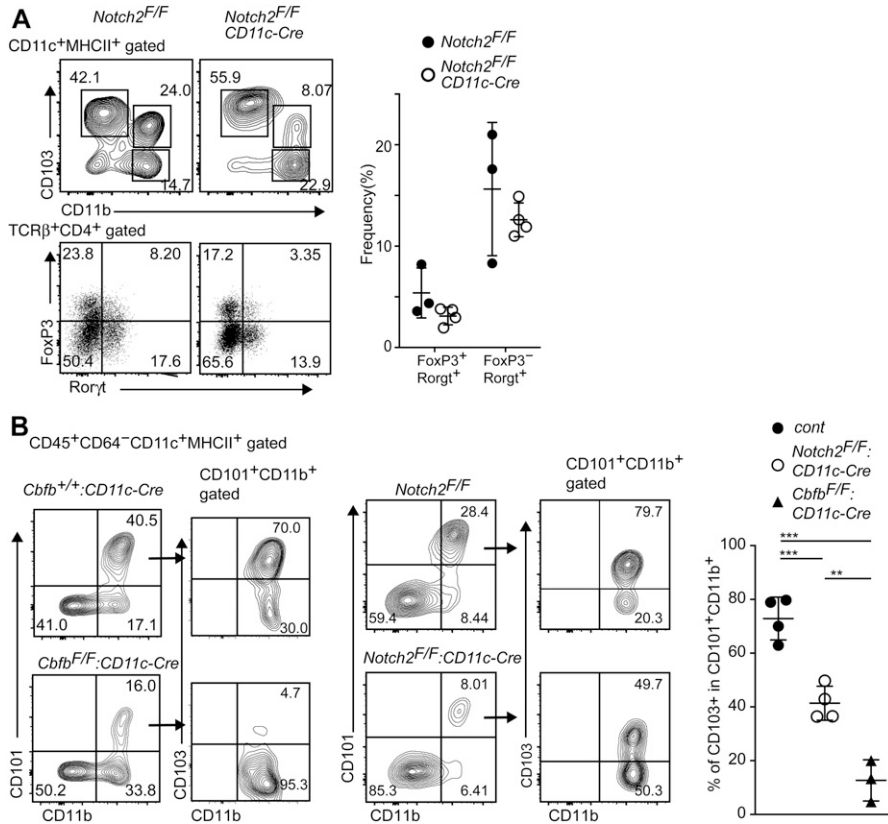 A
Notch2F/F
Notch2F/F
CD11c-Cre
CD11c+MHCII+ gated
42.1
24.0
14.7
55.9
8.07
22.9
CD103
CD11b
TCRβ+CD4+ gated
23.8
8.20
50.4
17.6
17.2
3.35
65.6
13.9
FoxP3
Rorγt
Notch2F/F
Notch2F/F
CD11c-Cre
Frequency(%)
20
10
0
FoxP3+
Rorgt+
FoxP3−
Rorgt+
B
CD45+CD64−CD11c+MHCII+ gated
Cbfb+/+:CD11c-Cre
CD101+CD11b+
gated
40.5
41.0
17.1
70.0
30.0
CbfbF/F:CD11c-Cre
16.0
50.2
33.8
4.7
95.3
CD101
CD11b
CD103
CD11b
Notch2F/F
CD101+CD11b+
gated
28.4
59.4
8.44
79.7
20.3
Notch2F/F:CD11c-Cre
8.01
85.3
6.41
49.7
50.3
CD101
CD11b
CD103
CD11b
cont
Notch2F/F:
CD11c-Cre
CbfbF/F:
CD11c-Cre
***
***
**
% of CD103+ in CD101+CD11b+
100
80
60
40
20
0